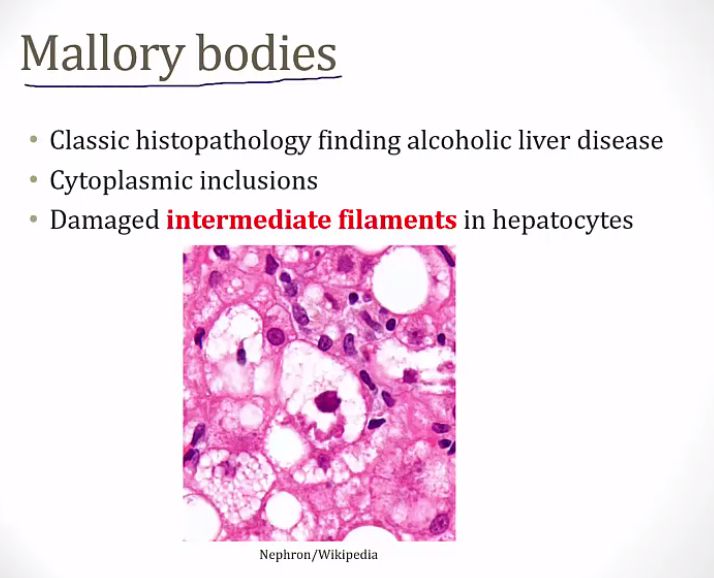 Mallory bodies
• Classic histopathology finding alcoholic liver disease
• Cytoplasmic inclusions
• Damaged intermediate filaments in hepatocytes
Nephron/Wikipedia